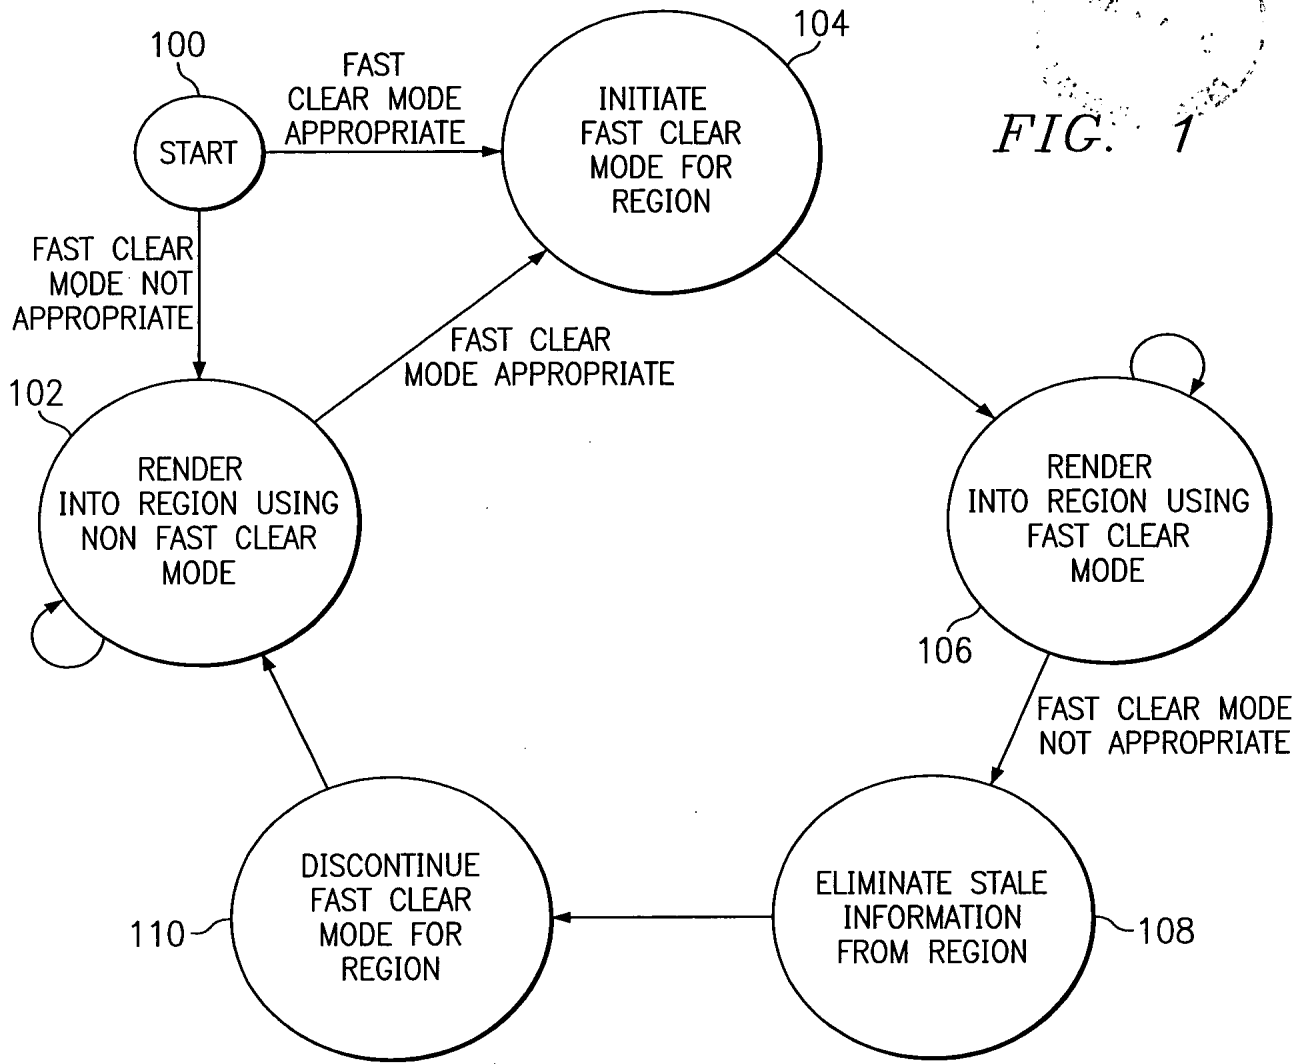 100
START
FAST
CLEAR MODE
APPROPRIATE
104
INITIATE
FAST CLEAR
MODE FOR
REGION
FIG. 1
FAST CLEAR
MODE NOT
APPROPRIATE
FAST CLEAR
MODE APPROPRIATE
102
RENDER
INTO REGION USING
NON FAST CLEAR
MODE
RENDER
INTO REGION USING
FAST CLEAR
MODE
106
FAST CLEAR MODE
NOT APPROPRIATE
DISCONTINUE
FAST CLEAR
MODE FOR
REGION
110
ELIMINATE STALE
INFORMATION
FROM REGION
108